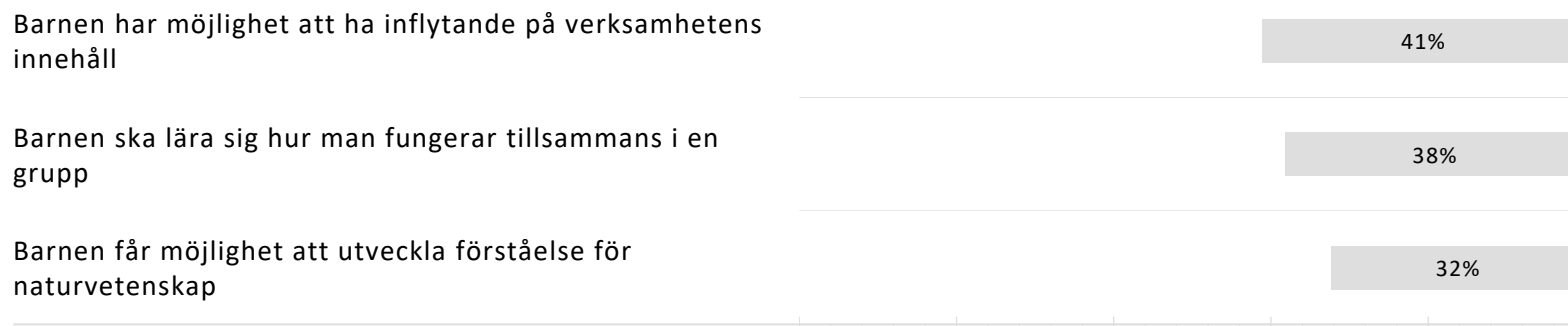 Barnen har möjlighet att ha inflytande på verksamhetens
innehåll
41%
Barnen ska lära sig hur man fungerar tillsammans i en
grupp
38%
Barnen får möjlighet att utveckla förståelse för
naturvetenskap
32%